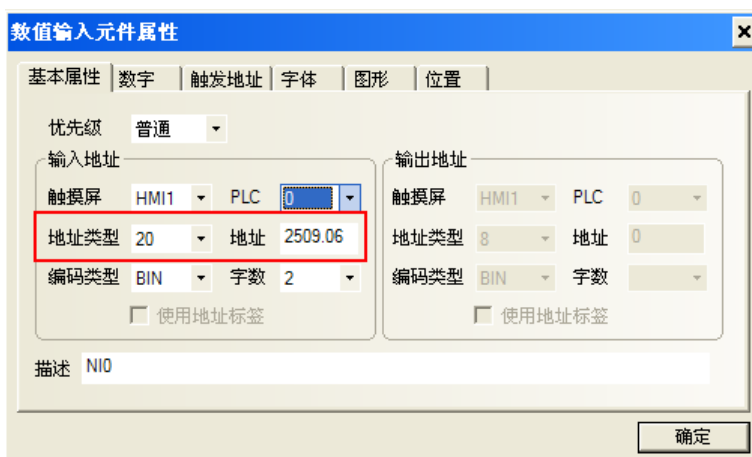 数值输入元件属性
基本属性 数字 触发地址 字体 图形 位置
优先级 普通
输入地址 输出地址
触摸屏 HMI1 PLC 0 触摸屏 HMI1 PLC 0
地址类型 20 地址 2509.06 地址类型 8 地址 0
编码类型 BIN 字数 2 编码类型 BIN 字数
使用地址标签 使用地址标签
描述 NI0
确定